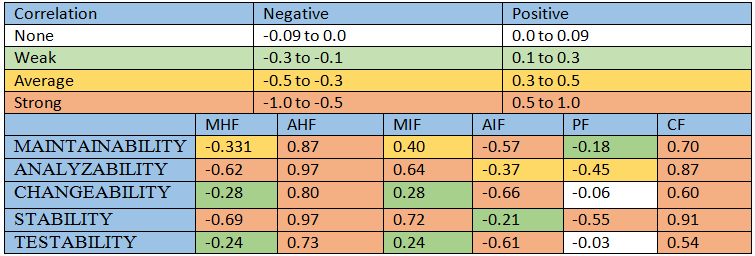 Correlation Negative Positive
None -0.09 to 0.0 0.0 to 0.09
Weak -0.3 to -0.1 0.1 to 0.3
Average -0.5 to -0.3 0.3 to 0.5
Strong -1.0 to -0.5 0.5 to 1.0
MHF AHF MIF AIF PF CF
MAINTAINABILITY -0.331 0.87 0.40 -0.57 -0.18 0.70
ANALYZABILITY -0.62 0.97 0.64 -0.37 -0.45 0.87
CHANGEABILITY -0.28 0.80 0.28 -0.66 -0.06 0.60
STABILITY -0.69 0.97 0.72 -0.21 -0.55 0.91
TESTABILITY -0.24 0.73 0.24 -0.61 -0.03 0.54